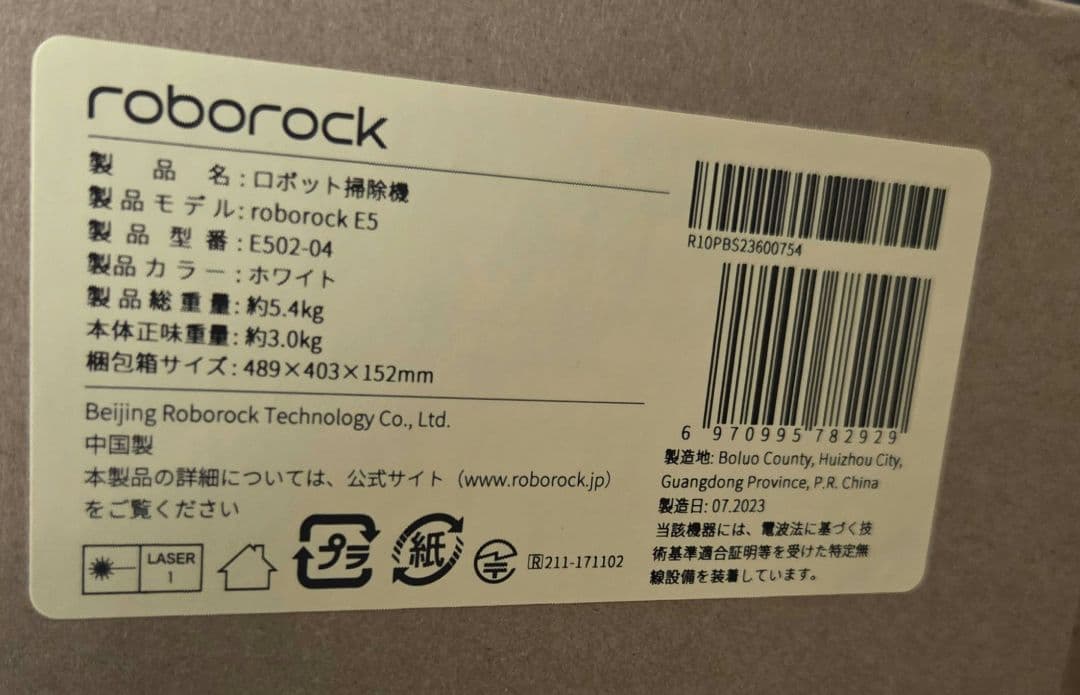 roborock
製品名:ロボット掃除機
製品モデル:roborock E5
製品型番:E502-04
製品カラー:ホワイト
製品総重量:約5.4kg
本体正味重量:約3.0kg
梱包箱サイズ:489×403×152mm
Beijing Roborock Technology Co., Ltd.
中国製
本製品の詳細については、公式サイト（www.roborock.jp）
をご覧ください
LASER
1
プラ
紙
R 211-171102
R10PBS23600754
6 970995 782929
製造地: Boluo County, Huizhou City,
Guangdong Province, P.R. China
製造日: 07.2023
当該機器には、電波法に基づく技
術基準適合証明等を受けた特定無
線設備を装着しています。